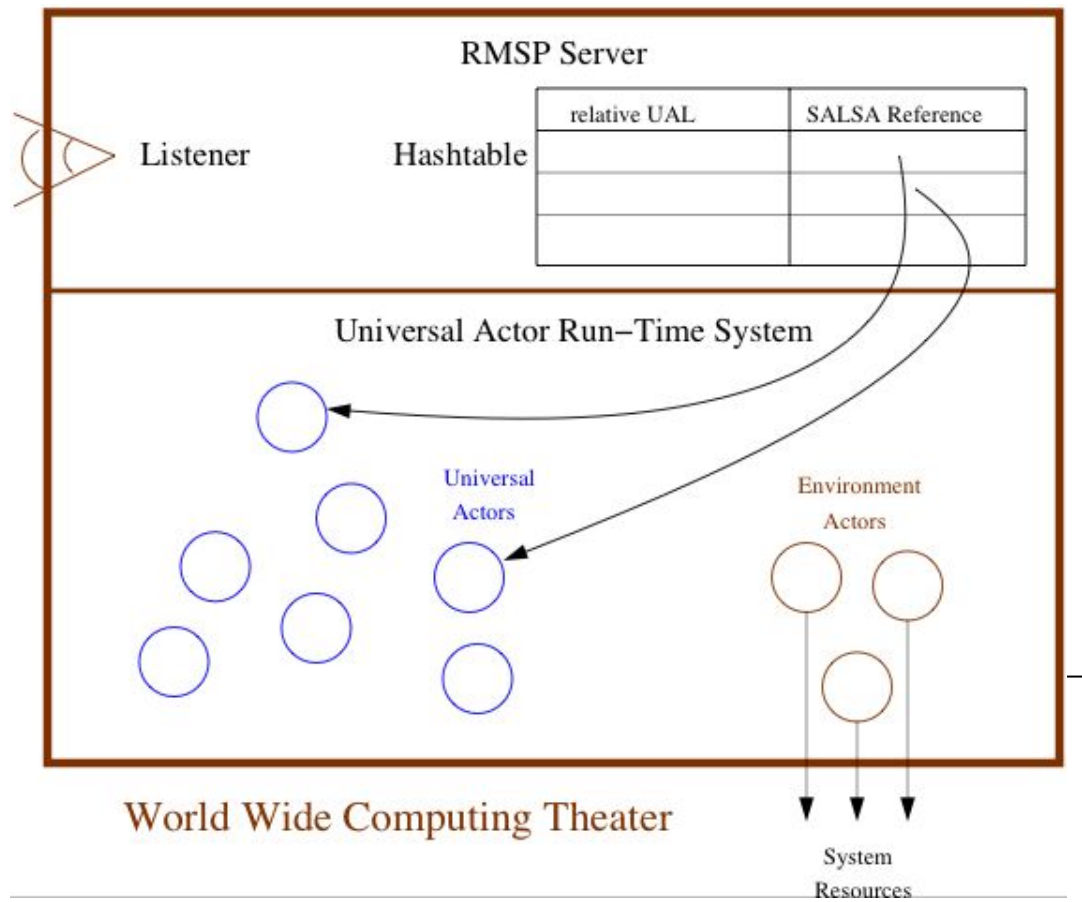 RMSP Server
relative UAL
SALSA Reference
Listener
Hashtable
Universal Actor Run−Time System
Universal
Actors
Environment
Actors
World Wide Computing Theater
System
Resources